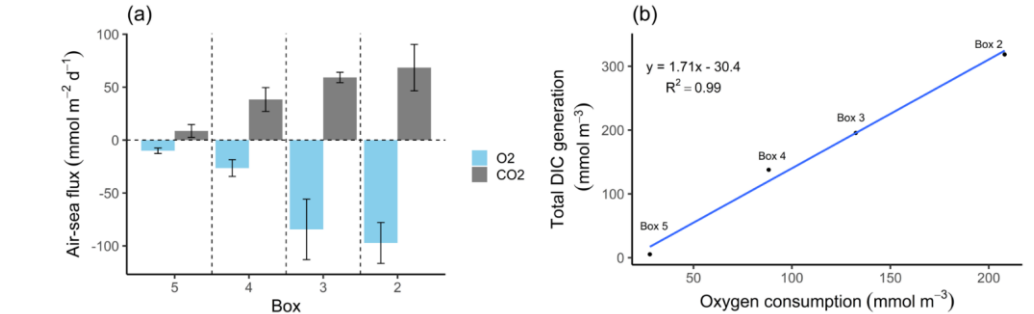 (a)
Air-sea flux (mmol m⁻² d⁻¹)
100
50
0
-50
-100
5
4
3
2
Box
O2
CO2
(b)
Total DIC generation
(mmol m⁻³)
300
200
100
0
y = 1.71x - 30.4
R² = 0.99
Box 2
Box 3
Box 4
Box 5
50
100
150
200
Oxygen consumption (mmol m⁻³)